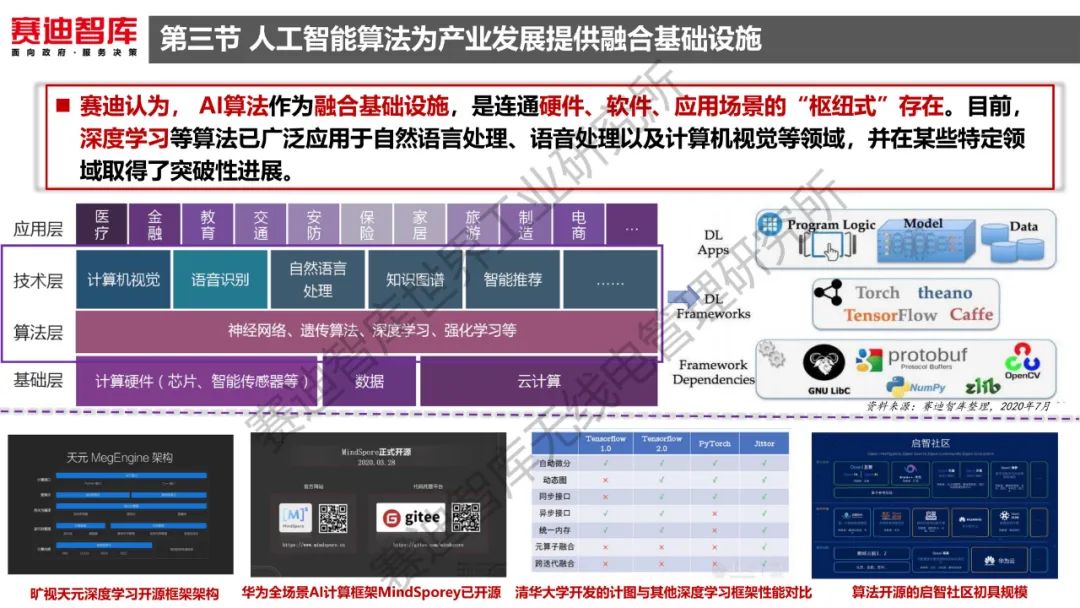 赛迪智库
面向政府·服务决策
第三节 人工智能算法为产业发展提供融合基础设施
赛迪认为， AI算法作为融合基础设施，是连通硬件、软件、应用场景的“枢纽式”存在。目前，
深度学习等算法已广泛应用于自然语言处理、语音处理以及计算机视觉等领域，并在某些特定领
域取得了突破性进展。
应用层 医疗 金融 教育 交通 安防 保险 家居 旅游 制造 电商 …
技术层 计算机视觉 语音识别 自然语言处理 知识图谱 智能推荐 ……
算法层 神经网络、遗传算法、深度学习、强化学习等
基础层 计算硬件（芯片、智能传感器等） 数据 云计算
DL Apps
Program Logic Model Data
DL Frameworks
Torch theano
TensorFlow Caffe
Framework Dependencies
GNU LibC protobuf
Protocol Buffers
NumPy zlib OpenCV
资料来源：赛迪智库整理，2020年7月
天元 MegEngine 架构
MindSpore正式开源
2020.03.28
官方网站 代码托管平台
[M]s MindSpore gitee
https://www.mindspore.cn https://gitee.com/mindspore
Tensorflow 1.0 Tensorflow 2.0 PyTorch Jittor
自动微分 √ √ √ √
动态图 × √ √ √
同步接口 × √ √ √
异步接口 √ √ × √
统一内存 √ √ × √
元算子融合 × × × √
跨迭代融合 × × × √
启智社区
华为云
旷视天元深度学习开源框架架构
华为全场景AI计算框架MindSporey已开源
清华大学开发的计图与其他深度学习框架性能对比
算法开源的启智社区初具规模
赛迪智库世界工业研究所
赛迪智库无线电管理研究所